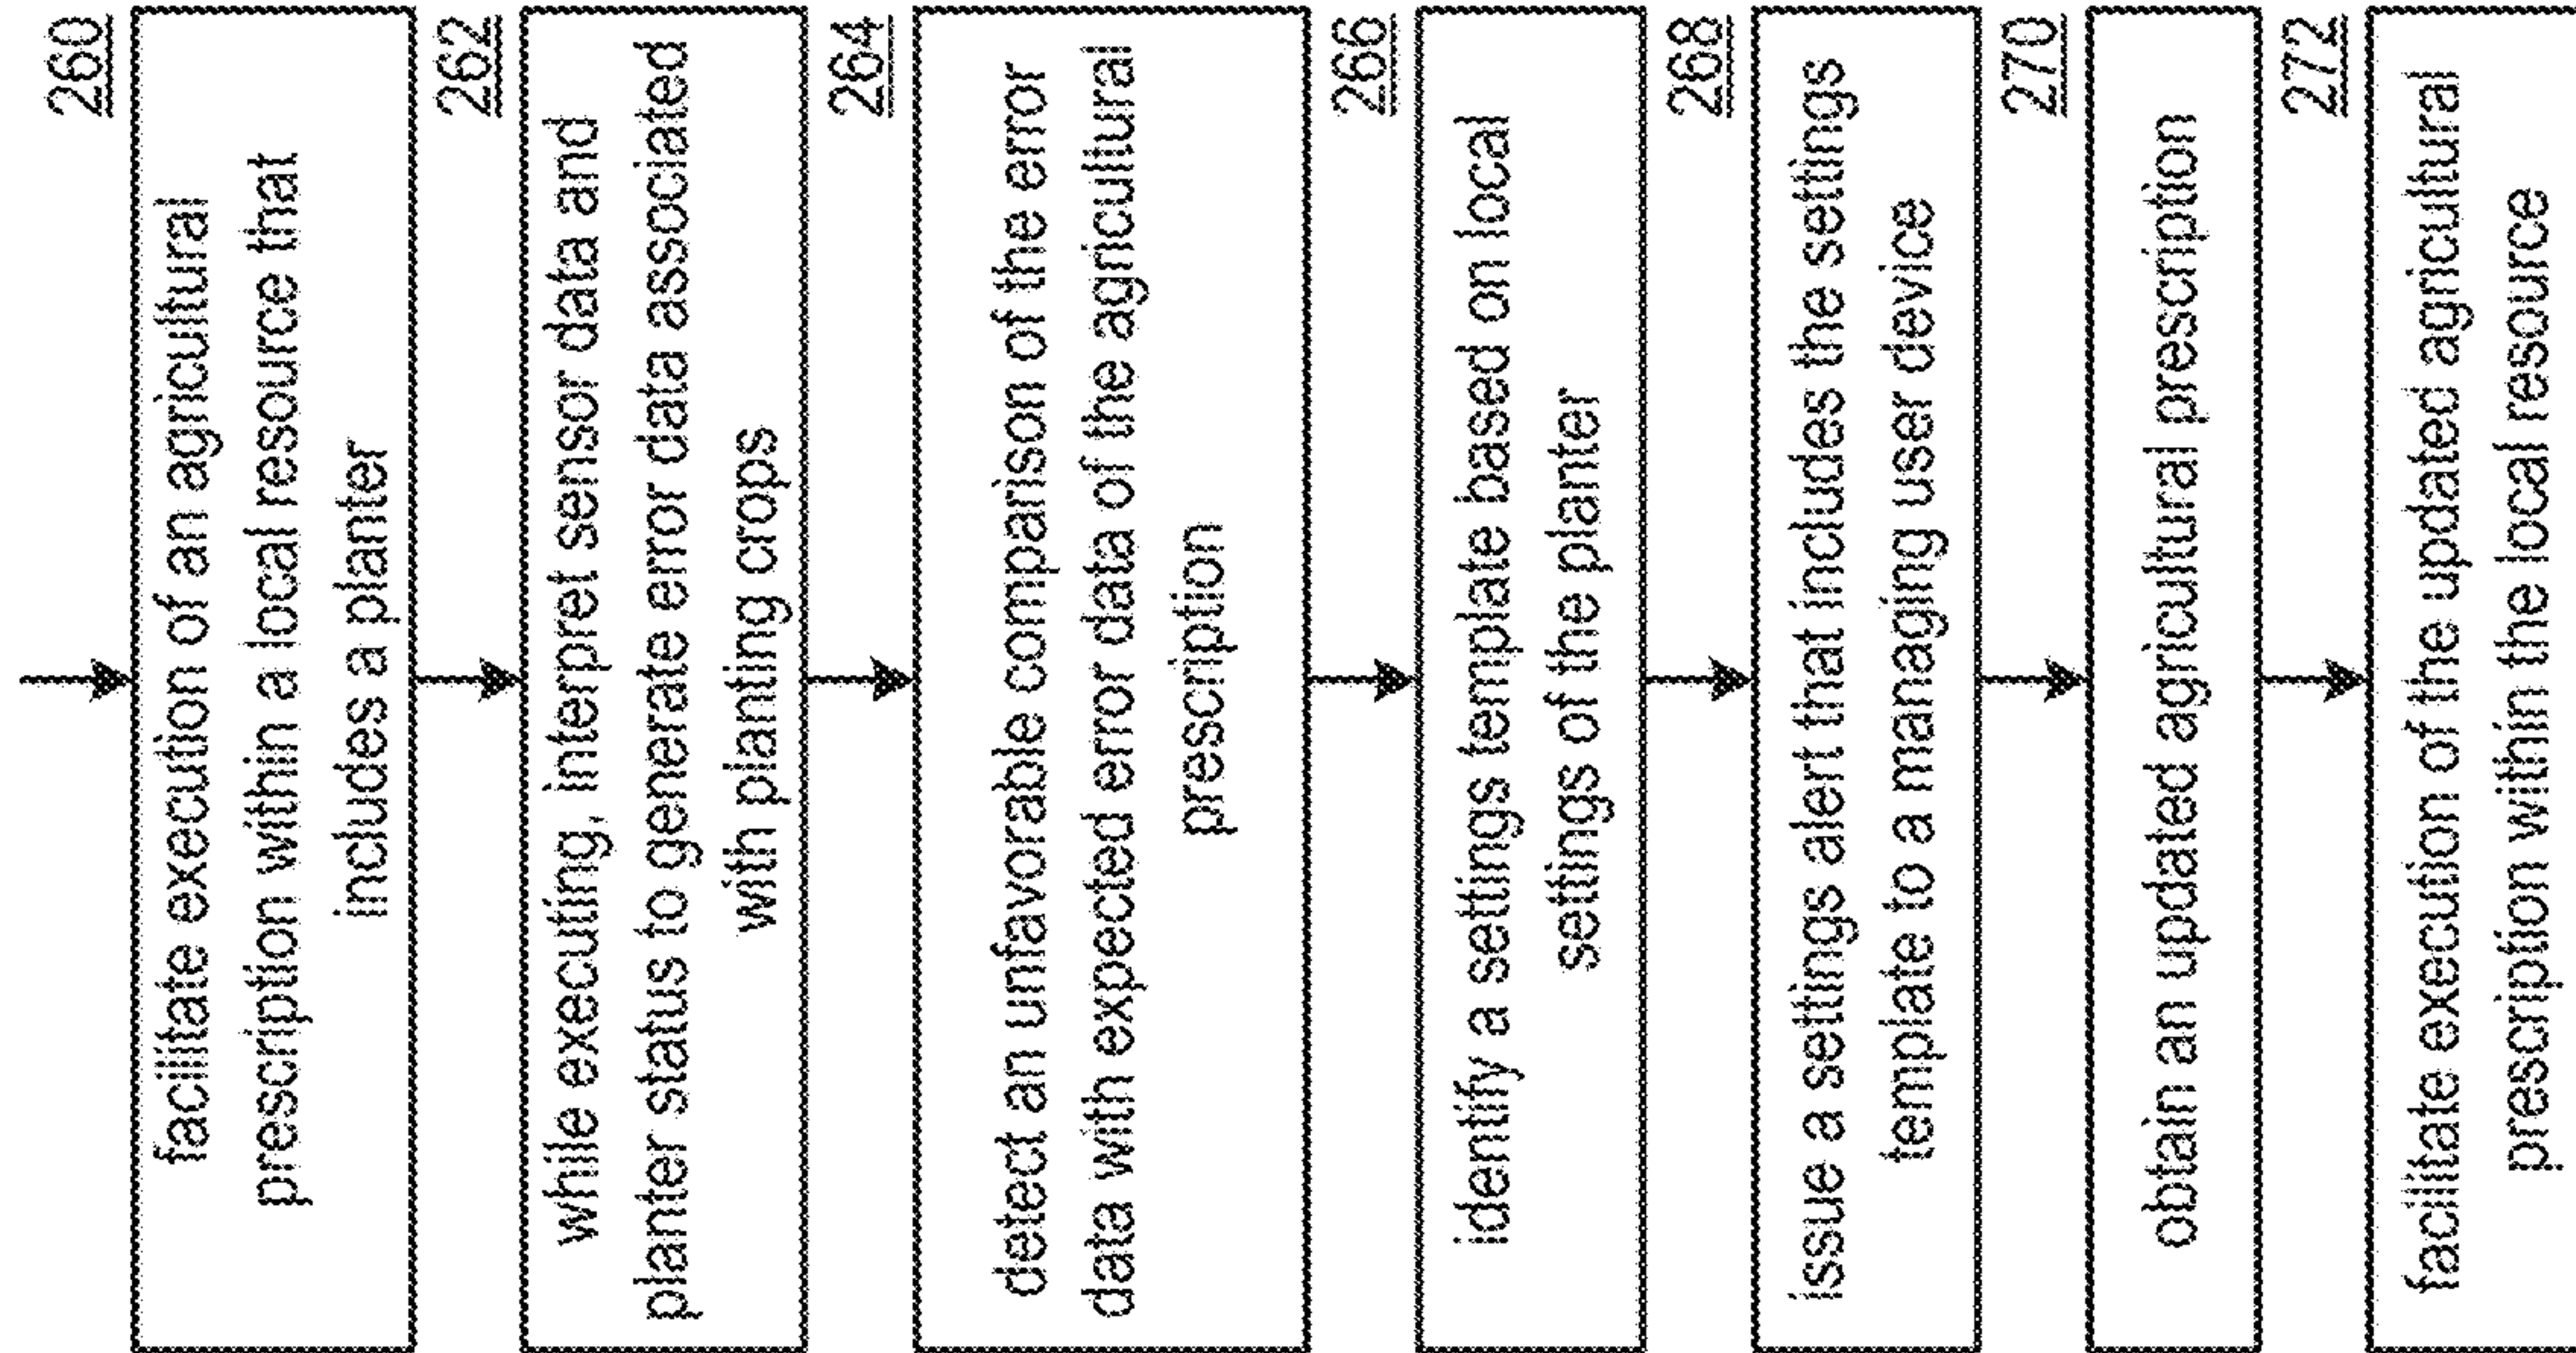 260
facilitate execution of an agricultural
prescription within a local resource that
includes a planter
262
while executing, interpret sensor data and
planter status to generate error data associated
with planting crops
264
detect an unfavorable comparison of the error
data with expected error data of the agricultural
prescription
266
identify a settings template based on local
settings of the planter
268
issue a settings alert that includes the settings
template to a managing user device
270
obtain an updated agricultural prescription
272
facilitate execution of the updated agricultural
prescription within the local resource